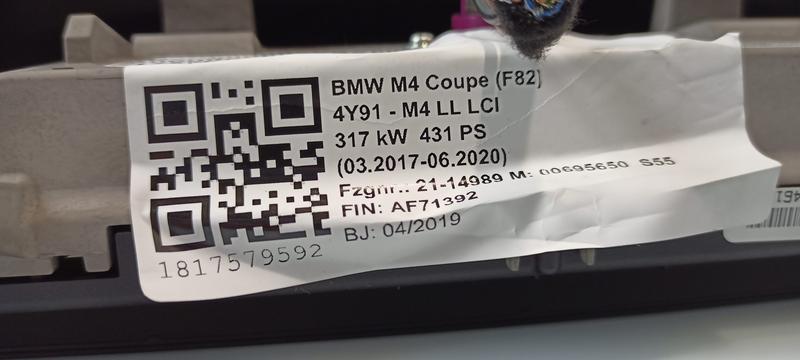 BMW M4 Coupe (F82)
4Y91 - M4 LL LCI
317 kW 431 PS
(03.2017-06.2020)
Fzgnr.: 21-14989 M: 00695650 S55
FIN: AF71392
BJ: 04/2019
1817579592